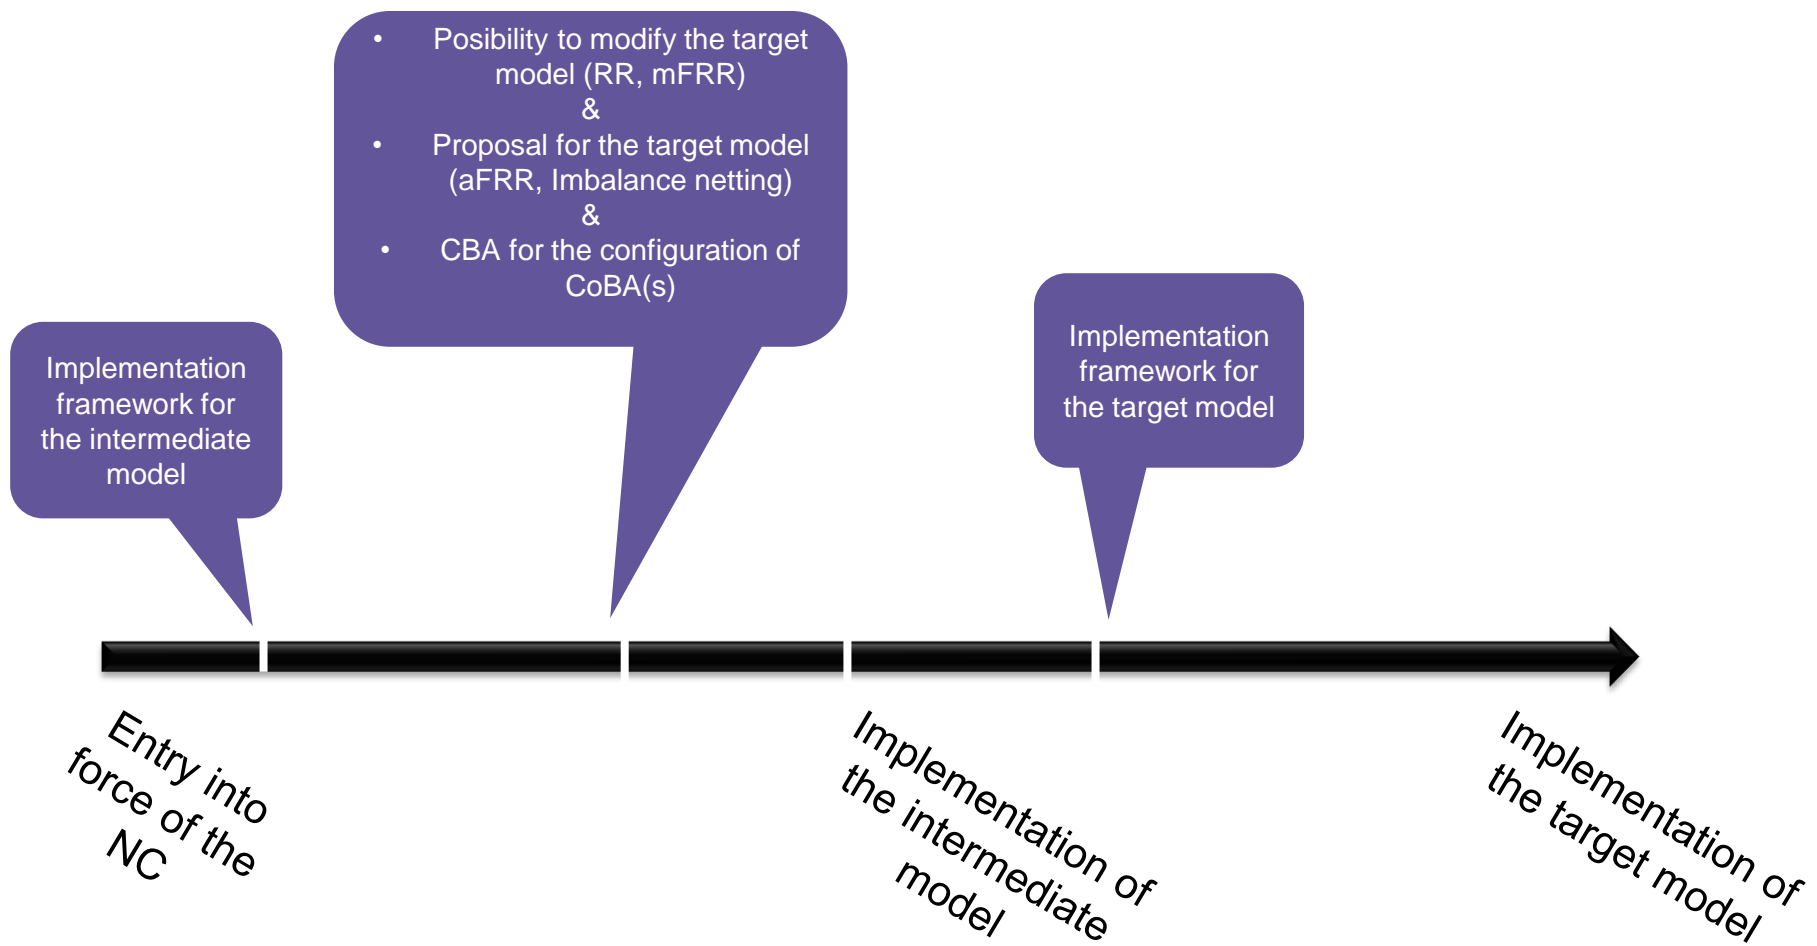 • Posibility to modify the target
model (RR, mFRR)
&
• Proposal for the target model
(aFRR, Imbalance netting)
&
• CBA for the configuration of
CoBA(s)
Implementation
framework for
the intermediate
model
Implementation
framework for
the target model
Entry into
force of the
NC
Implementation of
the intermediate
model
Implementation of
the target model